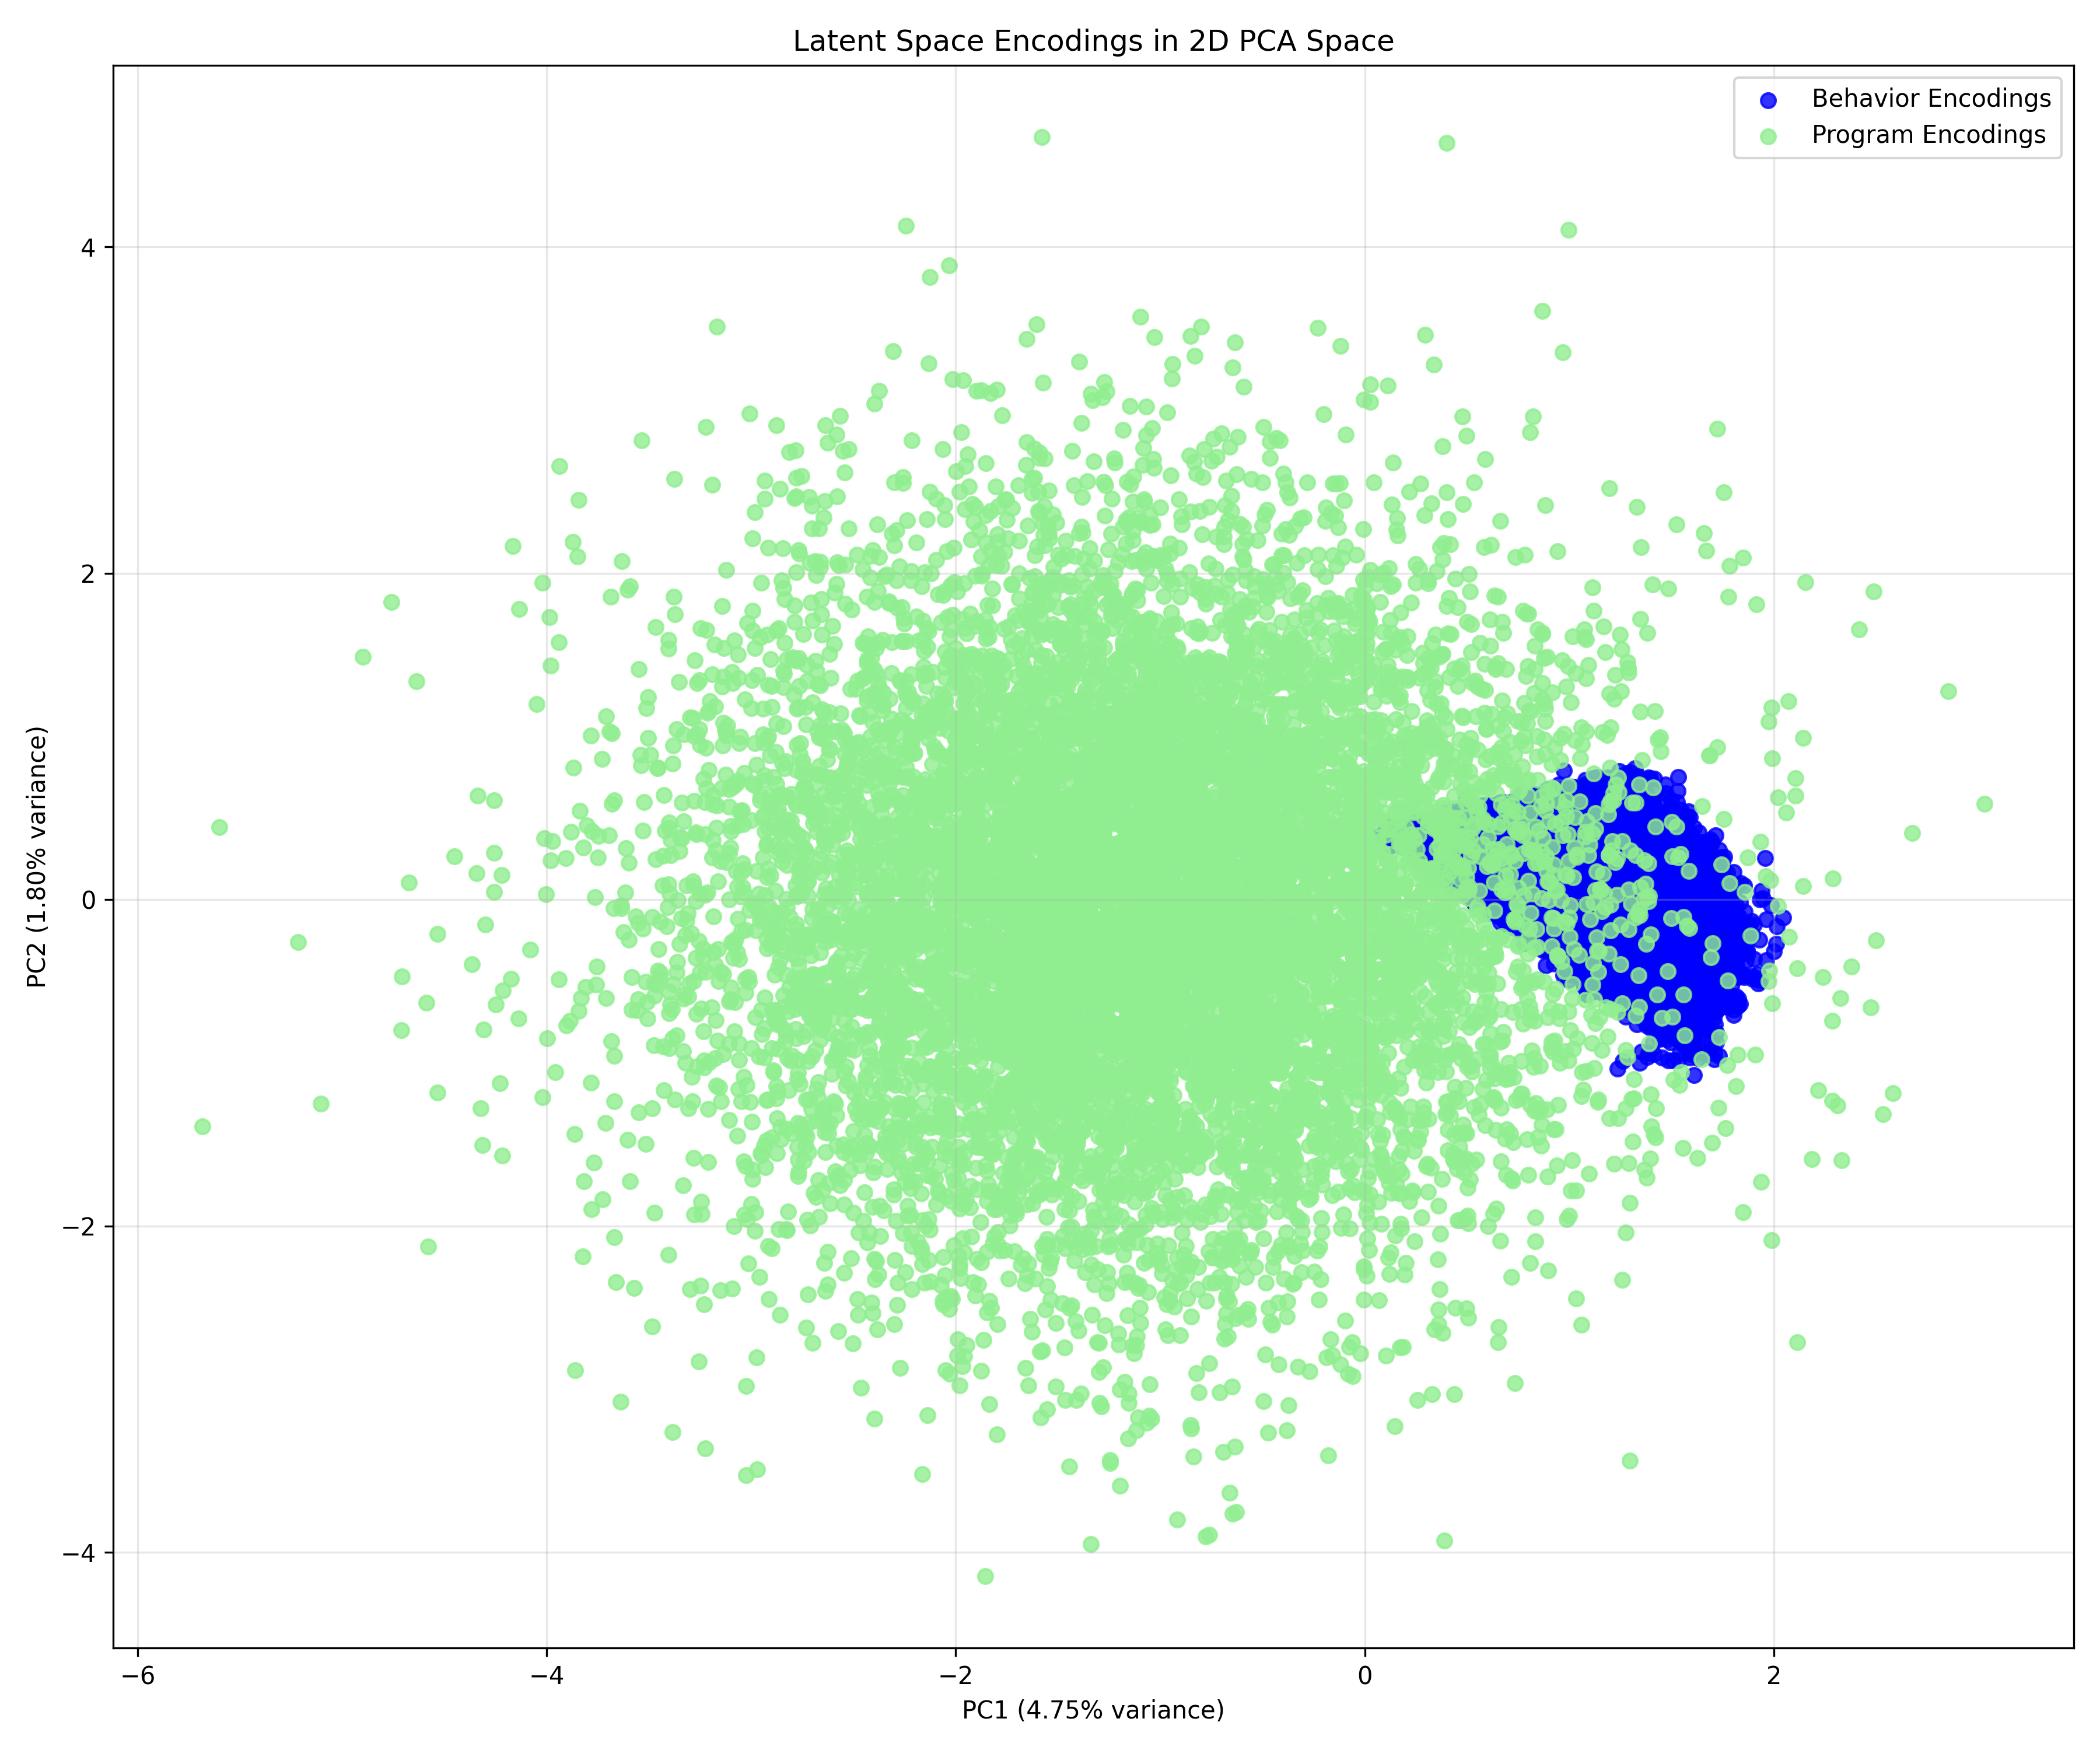 Latent Space Encodings in 2D PCA Space
Behavior Encodings
Program Encodings
4
2
0
−2
−4
PC2 (1.80% variance)
−6
−4
−2
0
2
PC1 (4.75% variance)